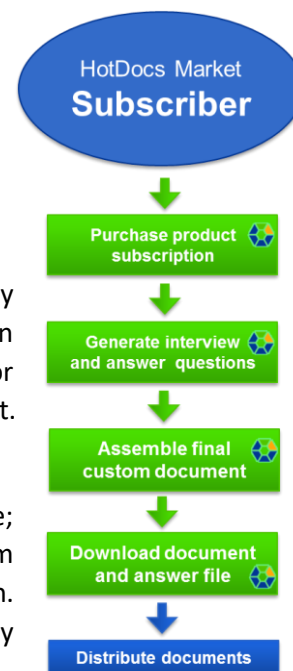 HotDocs Market
Subscriber
Purchase product
subscription
Generate interview
and answer questions
Assemble final
custom document
Download document
and answer file
Distribute documents
y
n
or
t.
e;
m
n.
y